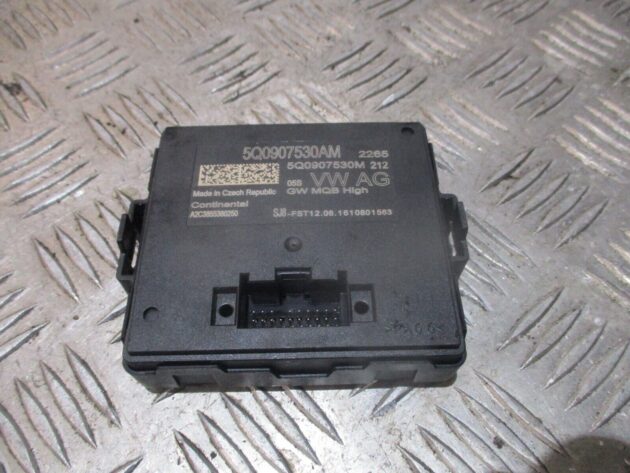 5Q0907530AM 2265
5Q0907530M 212
05S VW AG
Made in Czech Republic GW MQB High
Continental
A2C3855380250 SJ8-FST12.08.1610801563